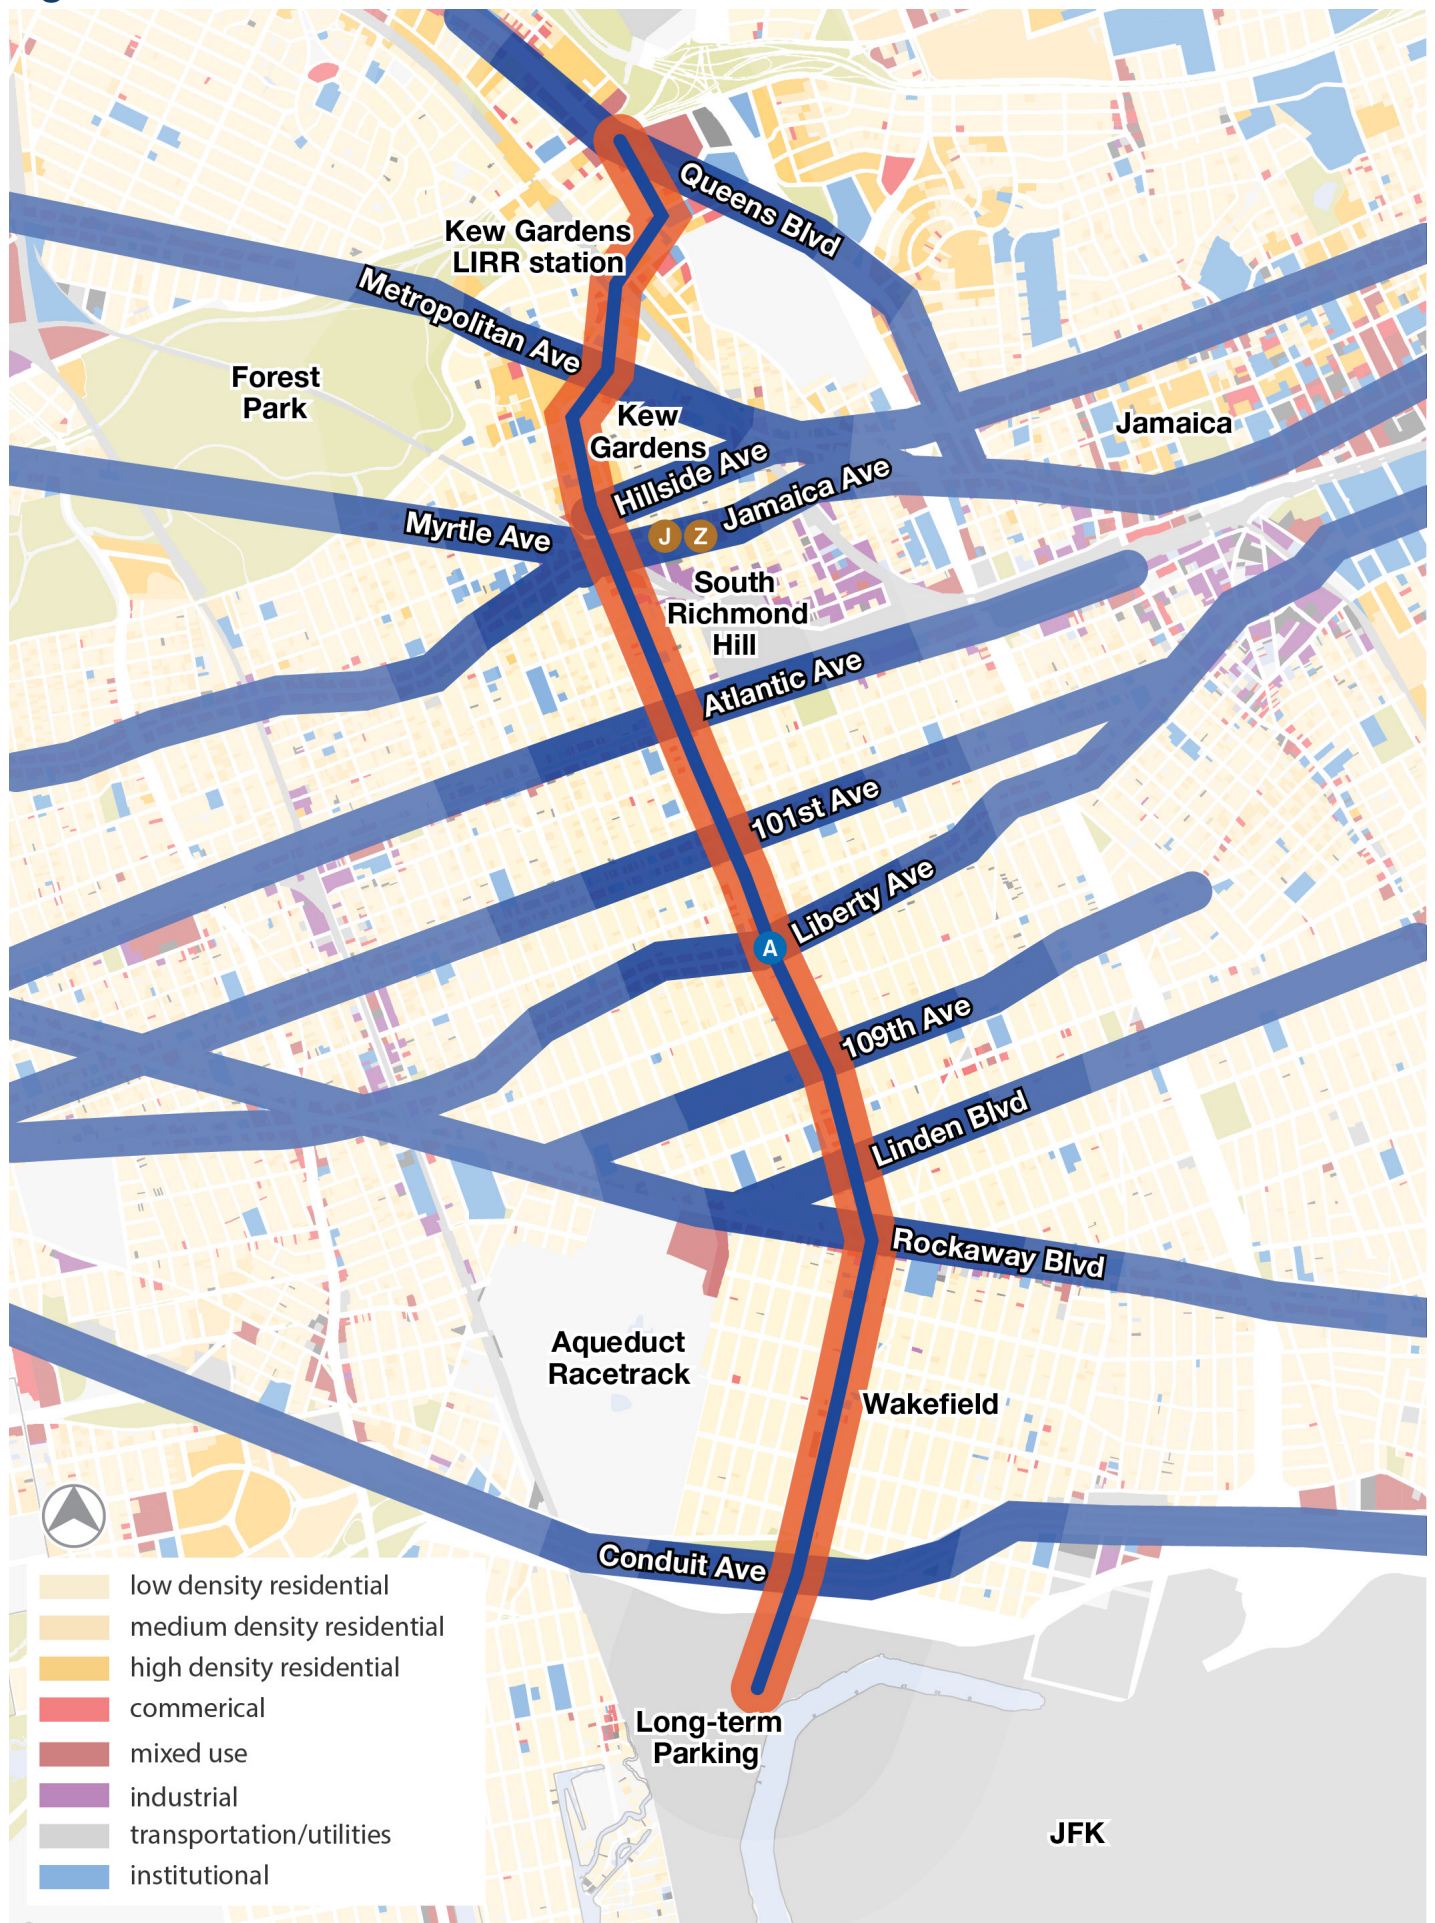 Queens Blvd
Kew Gardens
LIRR station
Metropolitan Ave
Forest
Park
Kew
Gardens
Jamaica
Hillside Ave
Jamaica Ave
Myrtle Ave
J
Z
South
Richmond
Hill
Atlantic Ave
101st Ave
Liberty Ave
A
109th Ave
Linden Blvd
Rockaway Blvd
Aqueduct
Racetrack
Wakefield
Conduit Ave
low density residential
medium density residential
high density residential
commerical
mixed use
industrial
transportation/utilities
institutional
Long-term
Parking
JFK